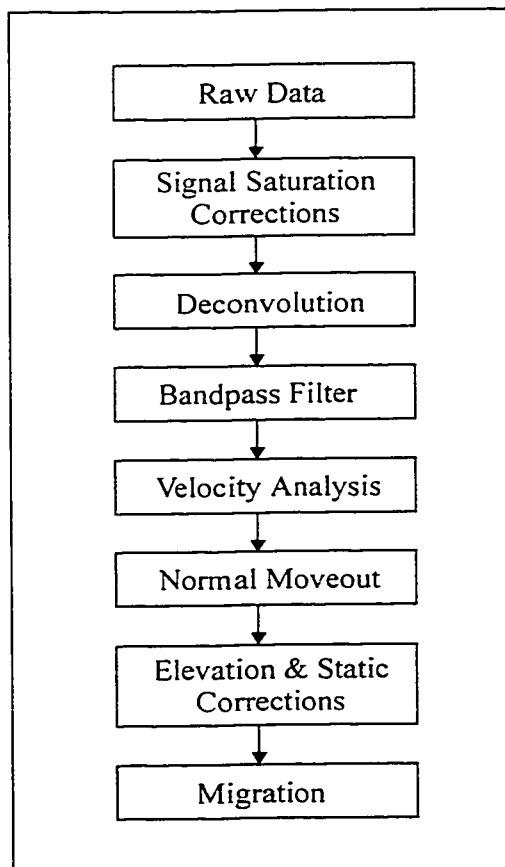 Raw Data
Signal Saturation
Corrections
Deconvolution
Bandpass Filter
Velocity Analysis
Normal Moveout
Elevation & Static
Corrections
Migration